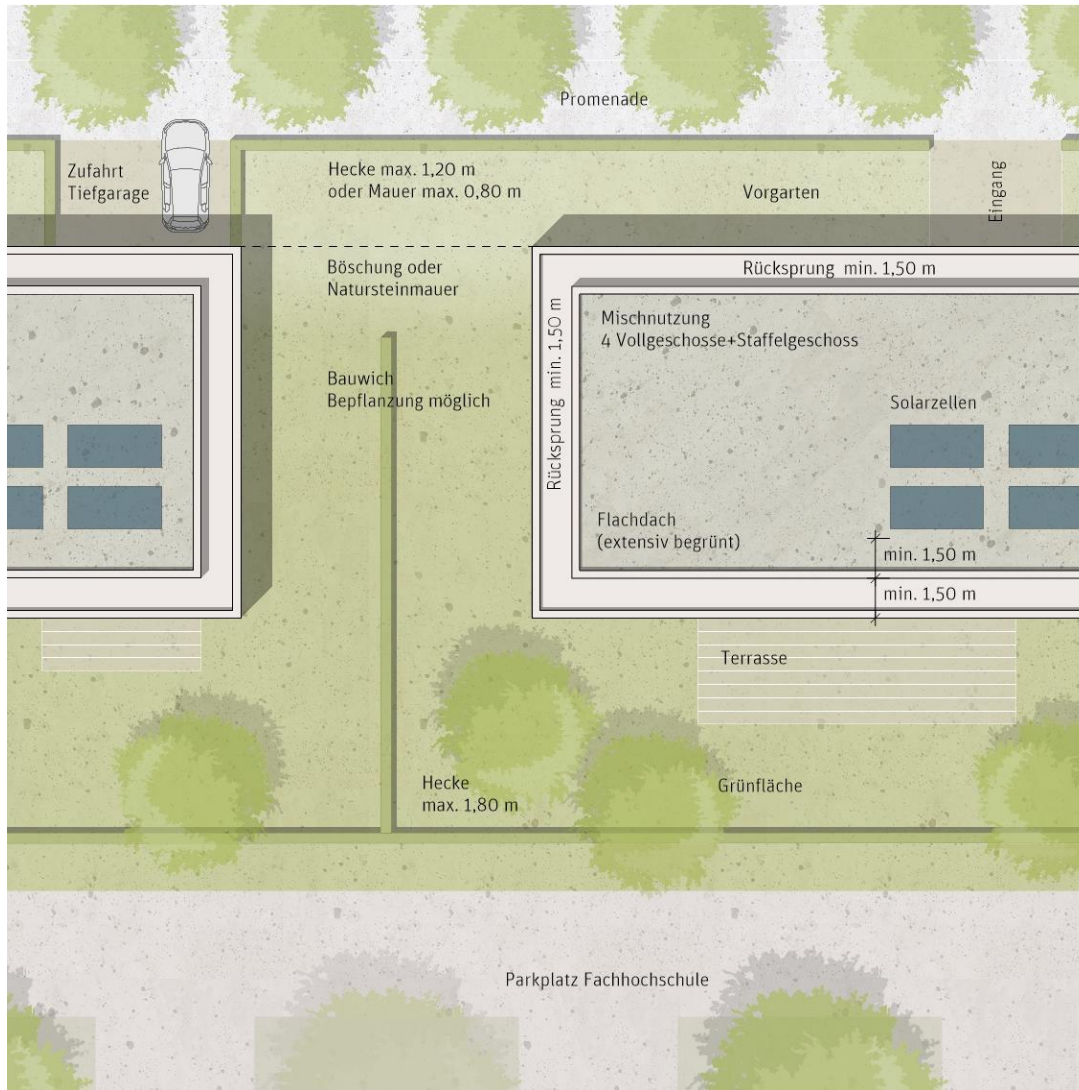 Promenade
Zufahrt
Tiefgarage
Hecke max. 1,20 m
oder Mauer max. 0,80 m
Vorgarten
Eingang
Böschung oder
Natursteinmauer
Rücksprung min. 1,50 m
Rücksprung min. 1,50 m
Mischnutzung
4 Vollgeschosse+Staffelgeschoss
Bauwich
Bepflanzung möglich
Solarzellen
Flachdach
(extensiv begrünt)
min. 1,50 m
min. 1,50 m
Terrasse
Hecke
max. 1,80 m
Grünfläche
Parkplatz Fachhochschule